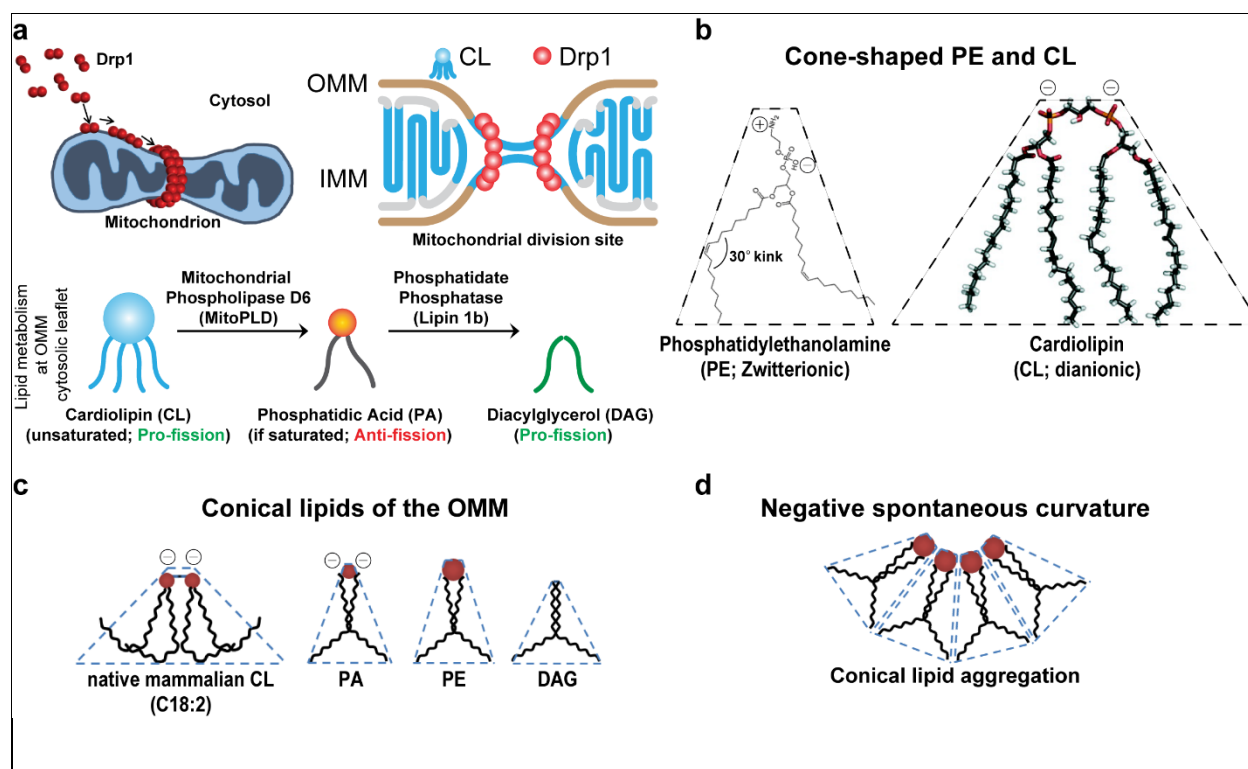 a
Drp1
Cytosol
Mitochondrion
CL
Drp1
OMM
IMM
Mitochondrial division site
Lipid metabolism
at OMM
cytosolic leaflet
Mitochondrial
Phospholipase D6
(MitoPLD)
Phosphatidate
Phosphatase
(Lipin 1b)
Cardiolipin (CL)
(unsaturated; Pro-fission)
Phosphatidic Acid (PA)
(if saturated; Anti-fission)
Diacylglycerol (DAG)
(Pro-fission)
b
Cone-shaped PE and CL
− −
+
NH2
O
P
O
HO
−
O
O
O
O
30° kink
Phosphatidylethanolamine
(PE; Zwitterionic)
Cardiolipin
(CL; dianionic)
c
Conical lipids of the OMM
− −
− −
native mammalian CL
(C18:2)
PA
PE
DAG
d
Negative spontaneous curvature
Conical lipid aggregation